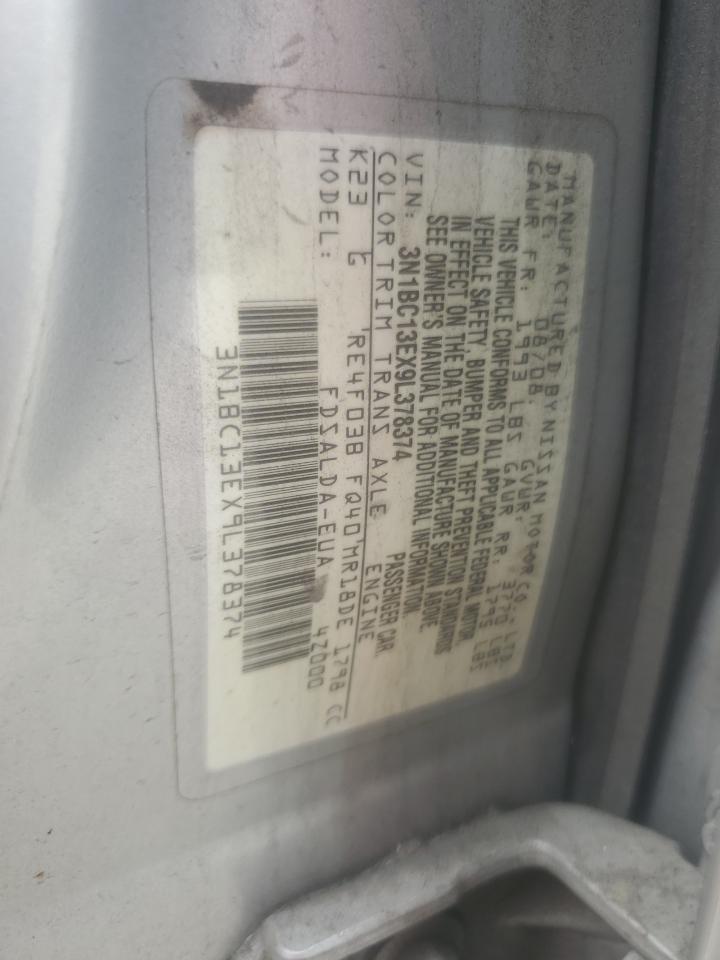 MANUFACTURED BY NISSAN MOTOR CO., LTD.
DATE: 08/08 GVWR: 3770 LBS
GAWR FR: 1993 LBS GAWR RR: 1795 LBS
THIS VEHICLE CONFORMS TO ALL APPLICABLE FEDERAL MOTOR
VEHICLE SAFETY, BUMPER AND THEFT PREVENTION STANDARDS
IN EFFECT ON THE DATE OF MANUFACTURE SHOWN ABOVE.
SEE OWNER'S MANUAL FOR ADDITIONAL INFORMATION.
VIN: 3N1BC13EX9L378374 PASSENGER CAR
COLOR TRIM TRANS AXLE ENGINE
K23 G RE4F03B FQ40 MR18DE 1798 CC
MODEL: FDSALDA-EUA 4Z000
3N1BC13EX9L378374